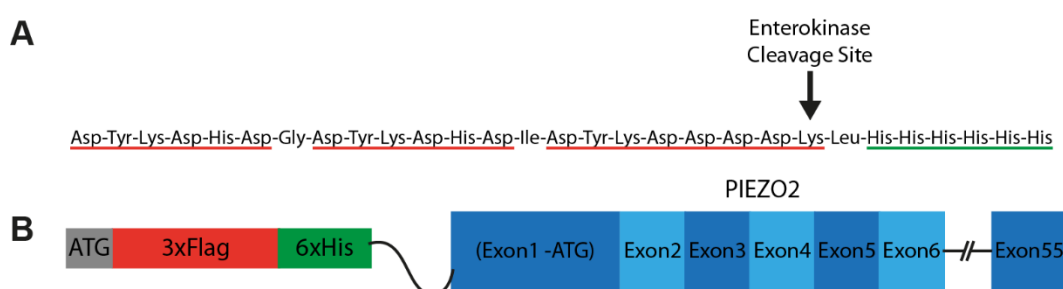 A
Enterokinase
Cleavage Site
Asp-Tyr-Lys-Asp-His-Asp-Gly-Asp-Tyr-Lys-Asp-His-Asp-Ile-Asp-Tyr-Lys-Asp-Asp-Asp-Asp-Lys-Leu-His-His-His-His-His-His
PIEZO2
B
ATG 3xFlag 6xHis (Exon1 -ATG) Exon2 Exon3 Exon4 Exon5 Exon6 Exon55